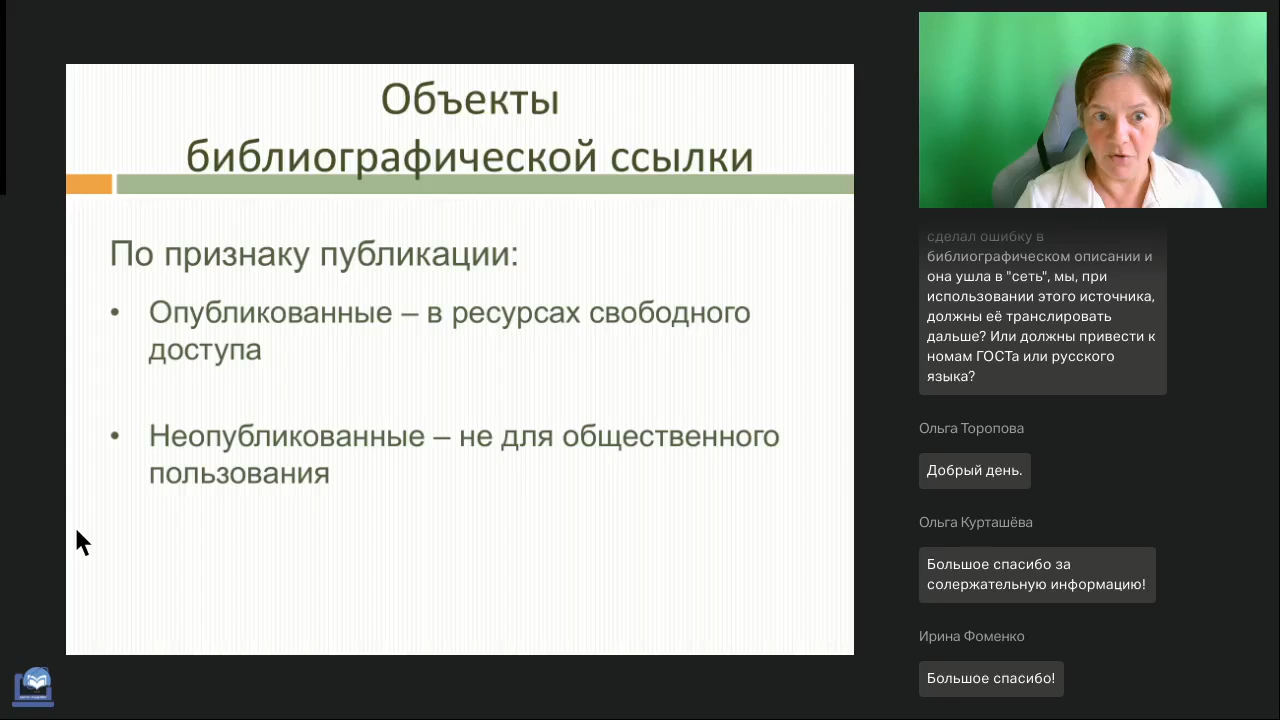 Объекты
библиографической ссылки
По признаку публикации:
• Опубликованные – в ресурсах свободного
доступа
• Неопубликованные – не для общественного
пользования
сделал ошибку в
библиографическом описании и
она ушла в "сеть", мы, при
использовании этого источника,
должны её транслировать
дальше? Или должны привести к
номам ГОСТа или русского
языка?
Ольга Торопова
Добрый день.
Ольга Курташёва
Большое спасибо за
солержательную информацию!
Ирина Фоменко
Большое спасибо!